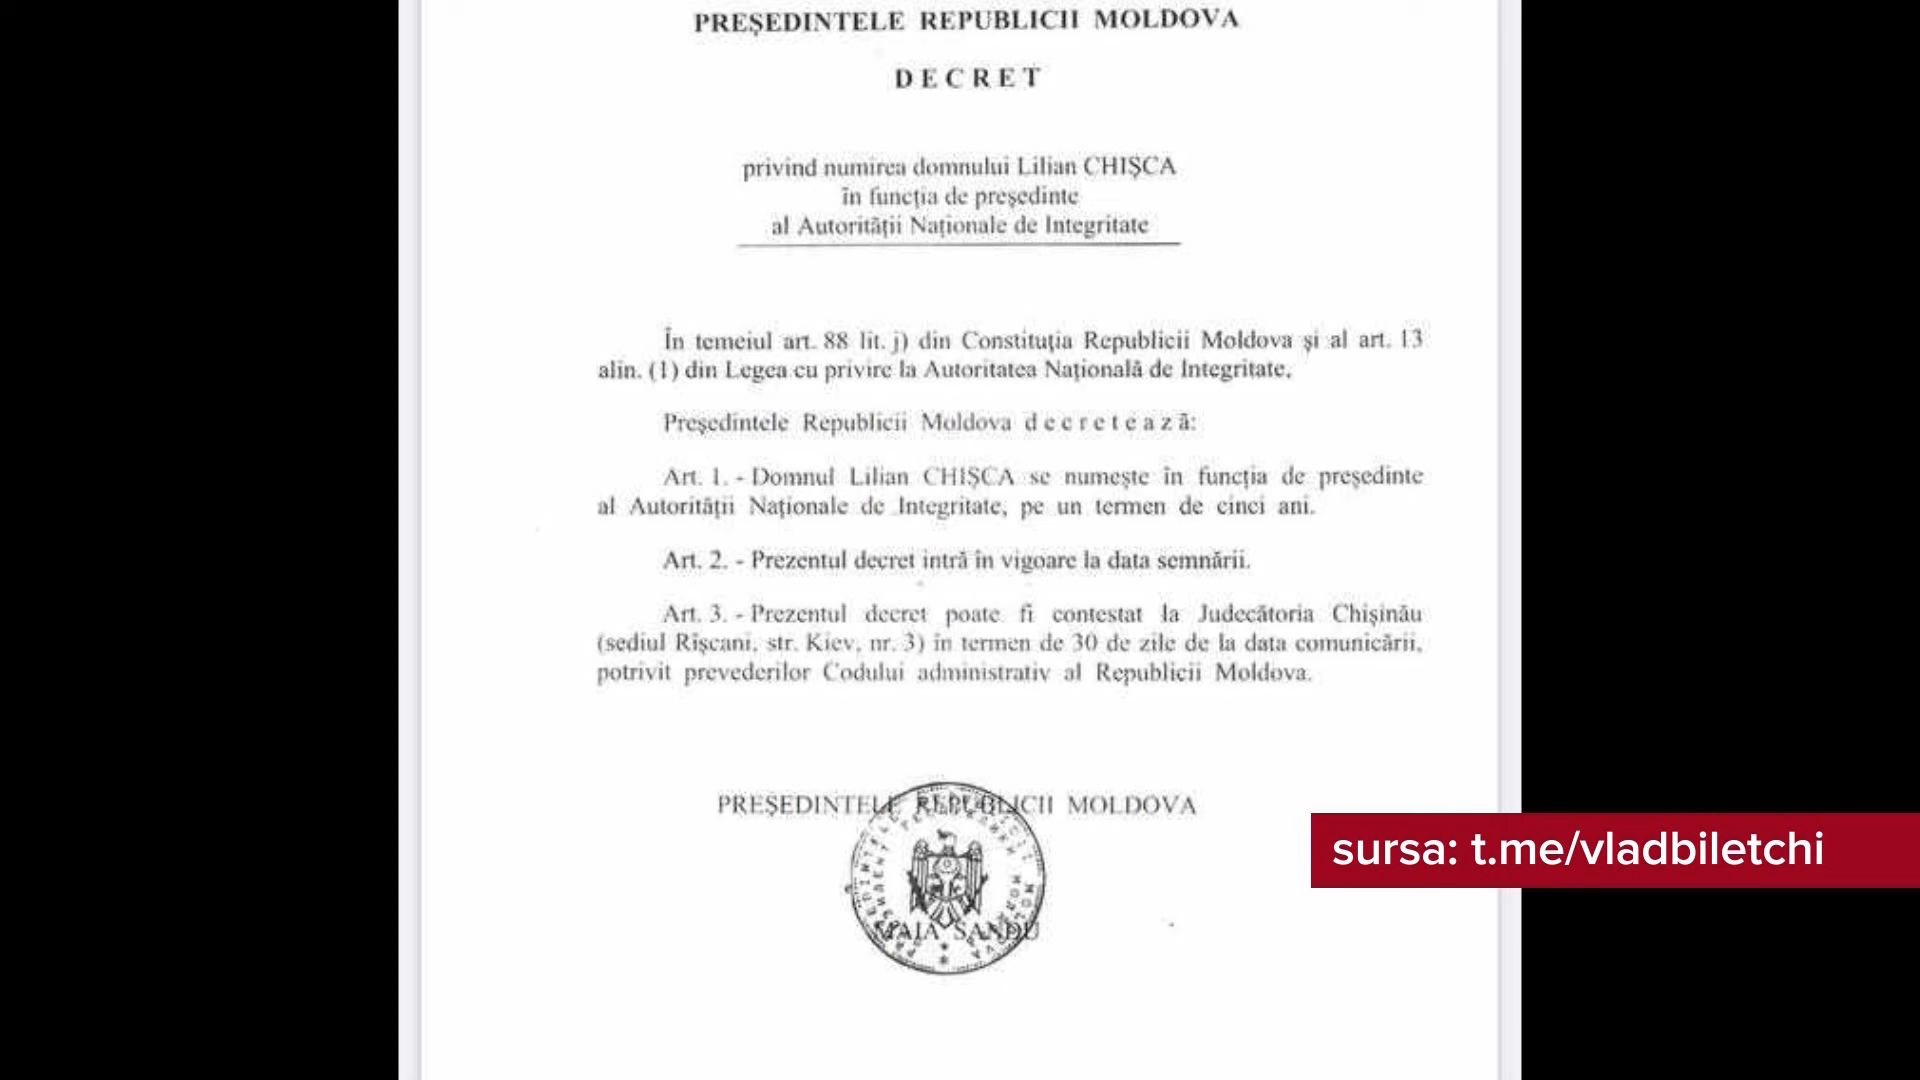 PREŞEDINTELE REPUBLICII MOLDOVA
DECRET
privind numirea domnului Lilian CHIŞCA
în funcţia de preşedinte
al Autorităţii Naţionale de Integritate
În temeiul art. 88 lit. j) din Constituţia Republicii Moldova şi al art. 13
alin. (1) din Legea cu privire la Autoritatea Naţională de Integritate,
Preşedintele Republicii Moldova decretează:
Art. 1. - Domnul Lilian CHIŞCA se numeşte în funcţia de preşedinte
al Autorităţii Naţionale de Integritate, pe un termen de cinci ani.
Art. 2. - Prezentul decret intră în vigoare la data semnării.
Art. 3. - Prezentul decret poate fi contestat la Judecătoria Chişinău
(sediul Rîşcani, str. Kiev, nr. 3) în termen de 30 de zile de la data comunicării,
potrivit prevederilor Codului administrativ al Republicii Moldova.
PREŞEDINTELE REPUBLICII MOLDOVA
MAIA SANDU
sursa: t.me/vladbiletchi